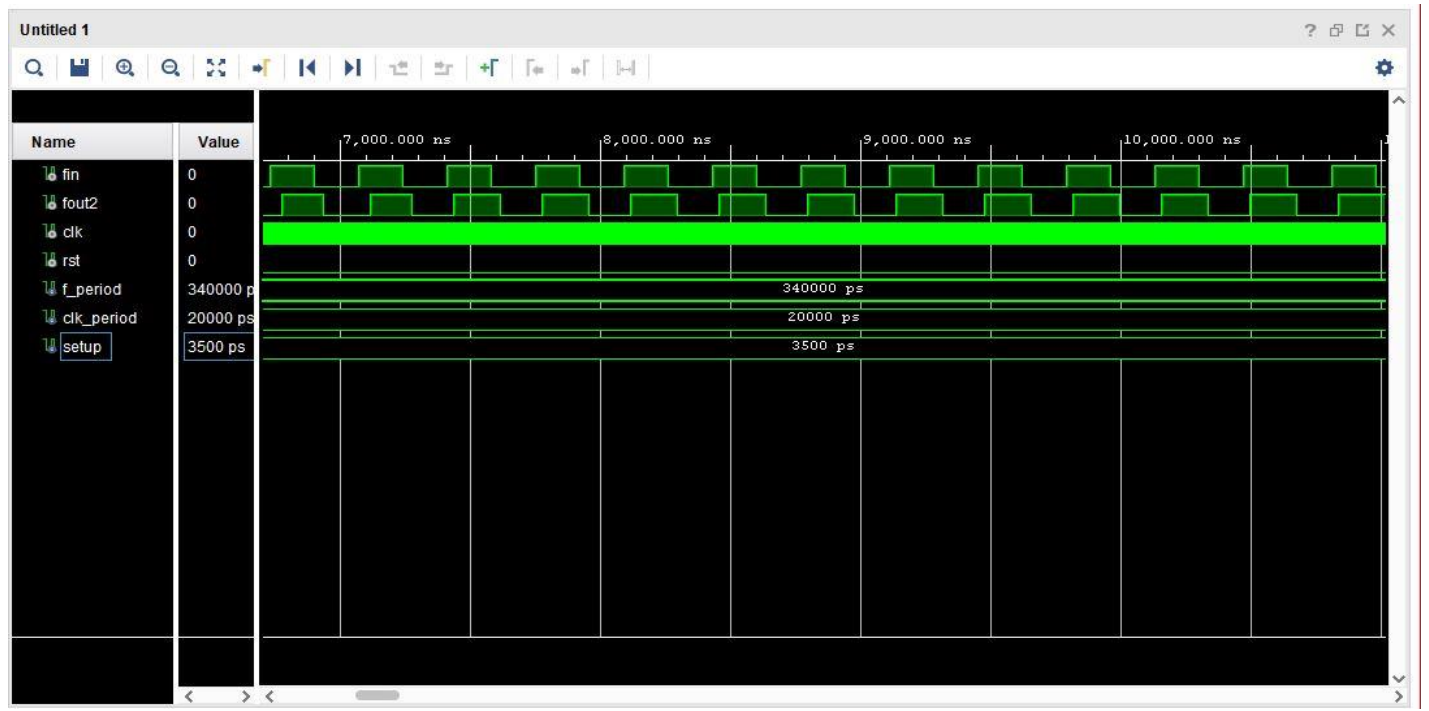 Untitled 1
?
Name Value
7,000.000 ns 8,000.000 ns 9,000.000 ns 10,000.000 ns
fin 0
fout2 0
clk 0
rst 0
f_period 340000 p 340000 ps
clk_period 20000 ps 20000 ps
setup 3500 ps 3500 ps